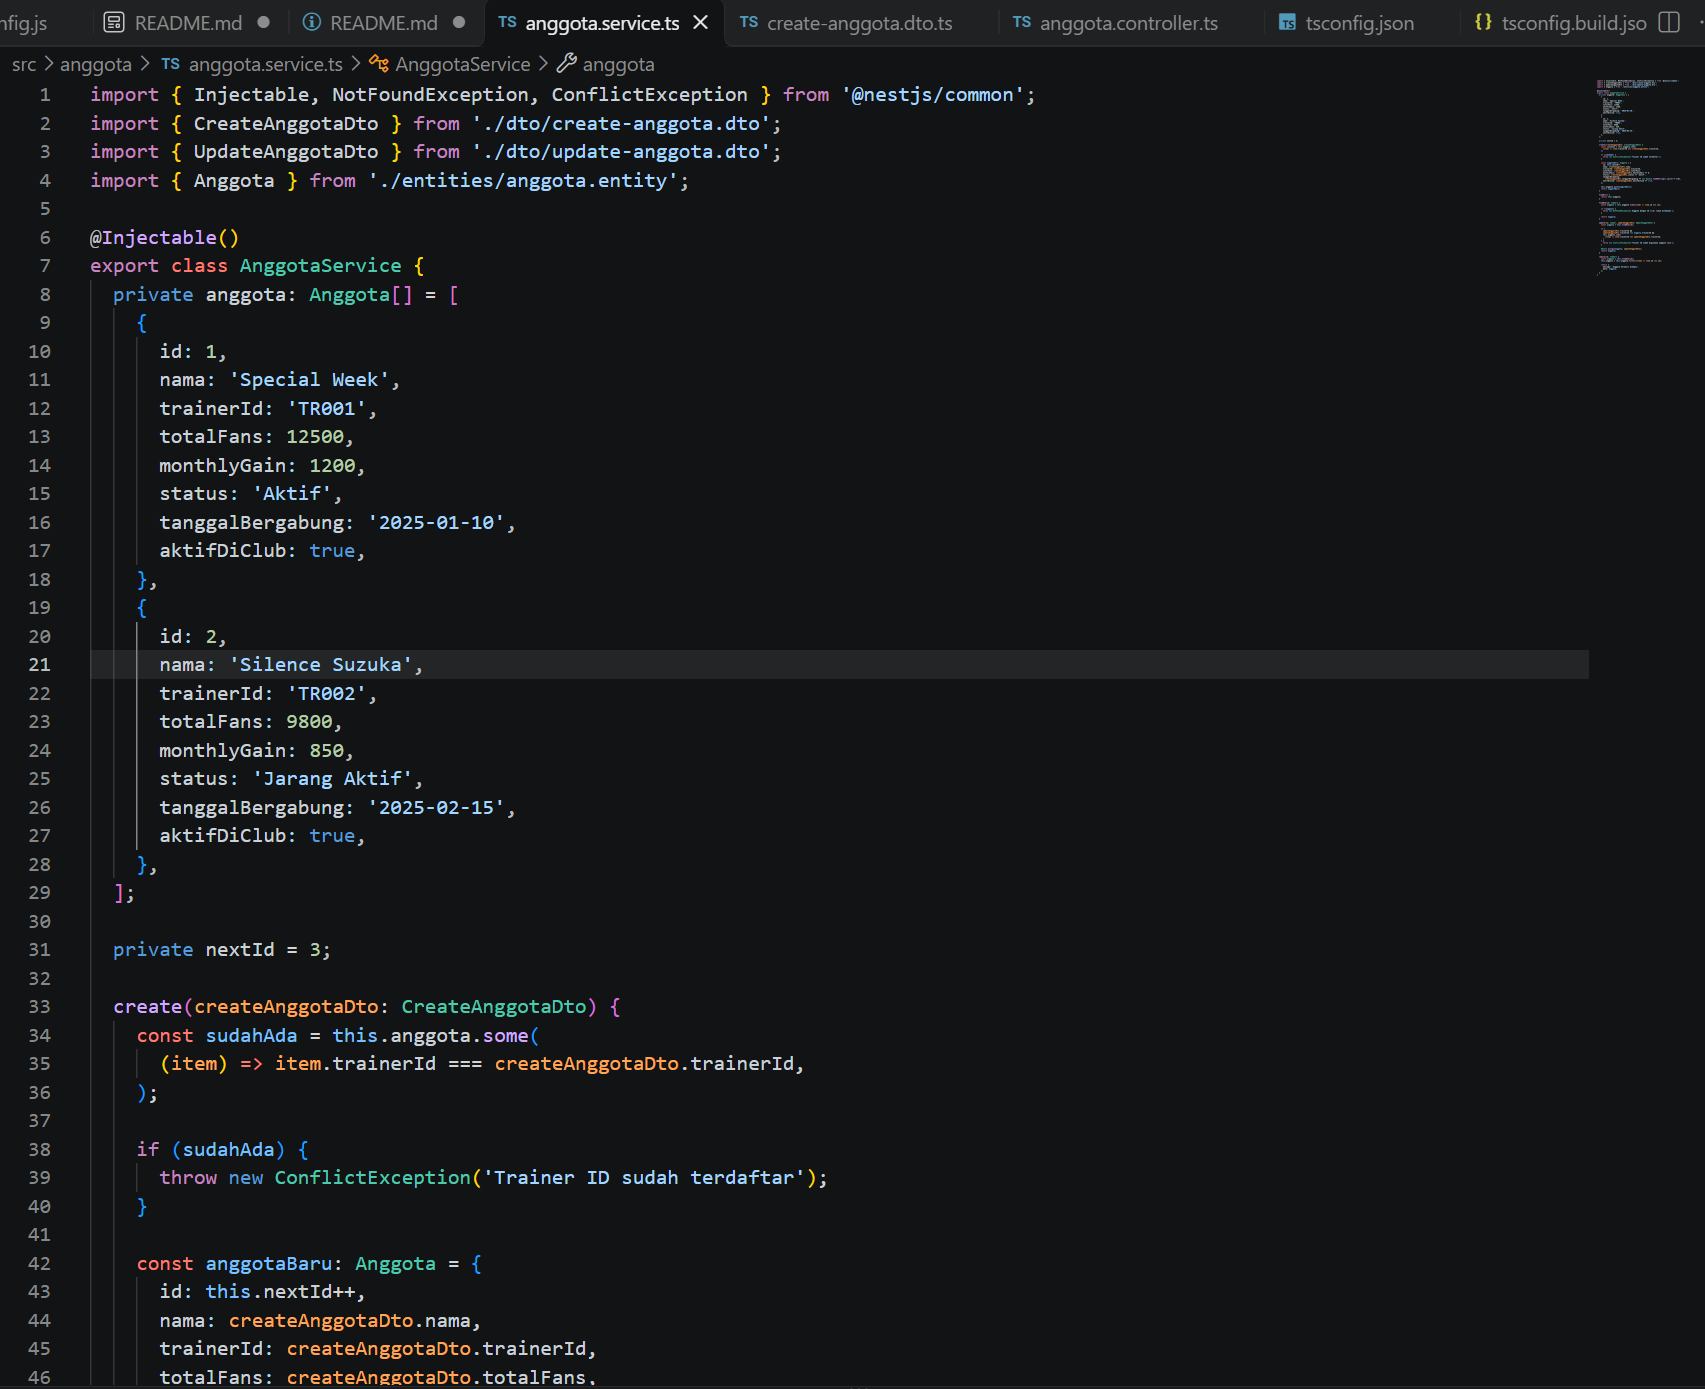 nfig.js README.md README.md TS anggota.service.ts TS create-anggota.dto.ts TS anggota.controller.ts TS tsconfig.json {} tsconfig.build.jso
src > anggota > TS anggota.service.ts > AnggotaService > anggota
1 import { Injectable, NotFoundException, ConflictException } from '@nestjs/common';
2 import { CreateAnggotaDto } from './dto/create-anggota.dto';
3 import { UpdateAnggotaDto } from './dto/update-anggota.dto';
4 import { Anggota } from './entities/anggota.entity';
5
6 @Injectable()
7 export class AnggotaService {
8   private anggota: Anggota[] = [
9     {
10       id: 1,
11       nama: 'Special Week',
12       trainerId: 'TR001',
13       totalFans: 12500,
14       monthlyGain: 1200,
15       status: 'Aktif',
16       tanggalBergabung: '2025-01-10',
17       aktifDiClub: true,
18     },
19     {
20       id: 2,
21       nama: 'Silence Suzuka',
22       trainerId: 'TR002',
23       totalFans: 9800,
24       monthlyGain: 850,
25       status: 'Jarang Aktif',
26       tanggalBergabung: '2025-02-15',
27       aktifDiClub: true,
28     },
29   ];
30
31   private nextId = 3;
32
33   create(createAnggotaDto: CreateAnggotaDto) {
34     const sudahAda = this.anggota.some(
35       (item) => item.trainerId === createAnggotaDto.trainerId,
36     );
37
38     if (sudahAda) {
39       throw new ConflictException('Trainer ID sudah terdaftar');
40     }
41
42     const anggotaBaru: Anggota = {
43       id: this.nextId++,
44       nama: createAnggotaDto.nama,
45       trainerId: createAnggotaDto.trainerId,
46       totalFans: createAnggotaDto.totalFans,